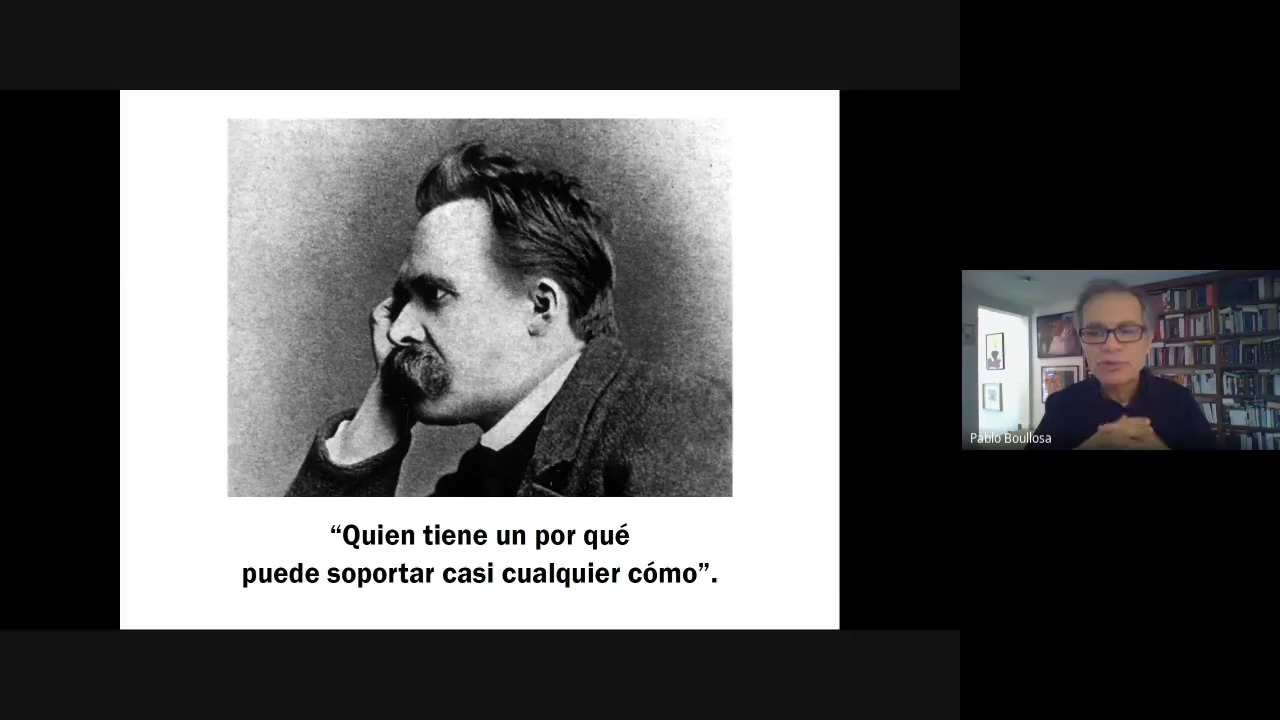 “Quien tiene un por qué
puede soportar casi cualquier cómo”.
Pablo Boullosa